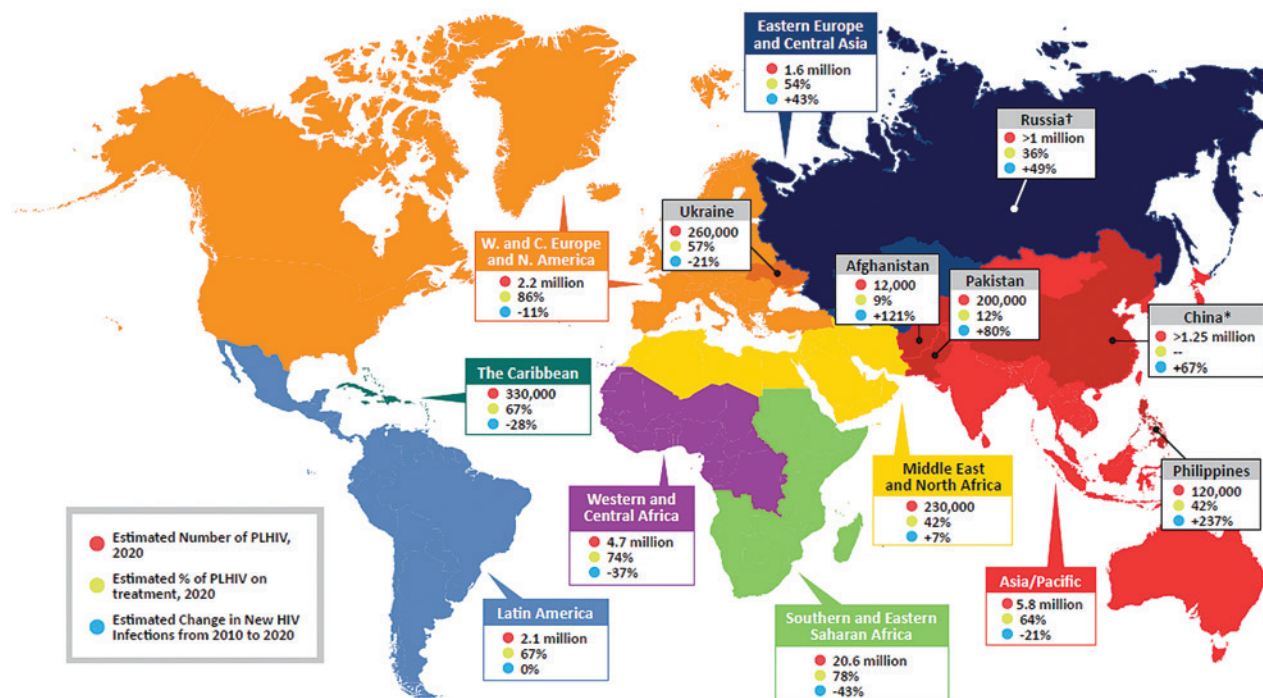 Eastern Europe
and Central Asia
1.6 million
54%
+43%
Russia†
>1 million
36%
+49%
Ukraine
260,000
57%
-21%
W. and C. Europe
and N. America
2.2 million
86%
-11%
Afghanistan
12,000
9%
+121%
Pakistan
200,000
12%
+80%
China*
>1.25 million
--
+67%
The Caribbean
330,000
67%
-28%
Middle East
and North Africa
230,000
42%
+7%
Philippines
120,000
42%
+237%
Western and
Central Africa
4.7 million
74%
-37%
Asia/Pacific
5.8 million
64%
-21%
Latin America
2.1 million
67%
0%
Southern and Eastern
Saharan Africa
20.6 million
78%
-43%
Estimated Number of PLHIV,
2020
Estimated % of PLHIV on
treatment, 2020
Estimated Change in New HIV
Infections from 2010 to 2020